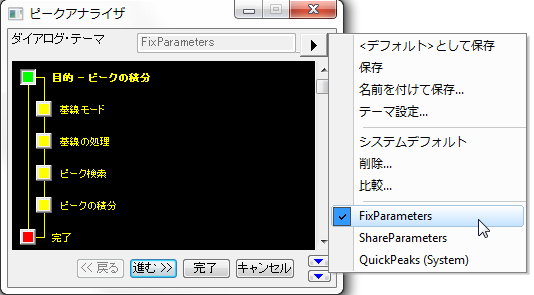 ピークアナライザ
ダイアログ・テーマ
FixParameters
目的 － ピークの積分
基線モード
基線の処理
ピーク検索
ピークの積分
完了
<< 戻る
進む >>
完了
キャンセル
<デフォルト>として保存
保存
名前を付けて保存...
テーマ設定...
システムデフォルト
削除...
比較...
FixParameters
ShareParameters
QuickPeaks (System)